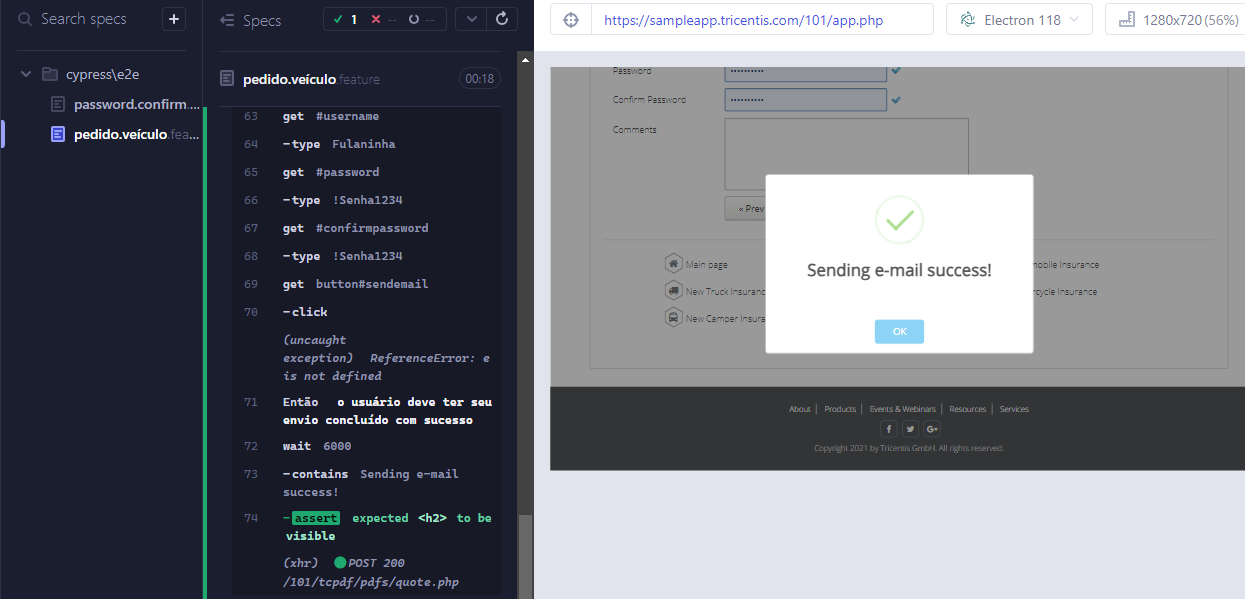 Search specs
+
Specs
1
--
--
https://sampleapp.tricentis.com/101/app.php
Electron 118
1280x720 (56%)
cypress\e2e
password.confirm....
pedido.veículo.fea...
pedido.veículo.feature
00:18
63 get #username
64 -type Fulaninha
65 get #password
66 -type !Senha1234
67 get #confirmpassword
68 -type !Senha1234
69 get button#sendemail
70 -click
(uncaught
exception) ReferenceError: e
is not defined
71 Então o usuário deve ter seu
envio concluído com sucesso
72 wait 6000
73 -contains Sending e-mail
success!
74 -assert expected <h2> to be
visible
(xhr) POST 200
/101/tcpdf/pdfs/quote.php
Password
Confirm Password
Comments
« Prev
Sending e-mail success!
OK
Main page
mobile Insurance
New Truck Insuranc
rcycle Insurance
New Camper Insura
About | Products | Events & Webinars | Resources | Services
Copyright 2021 by Tricentis GmbH. All rights reserved.